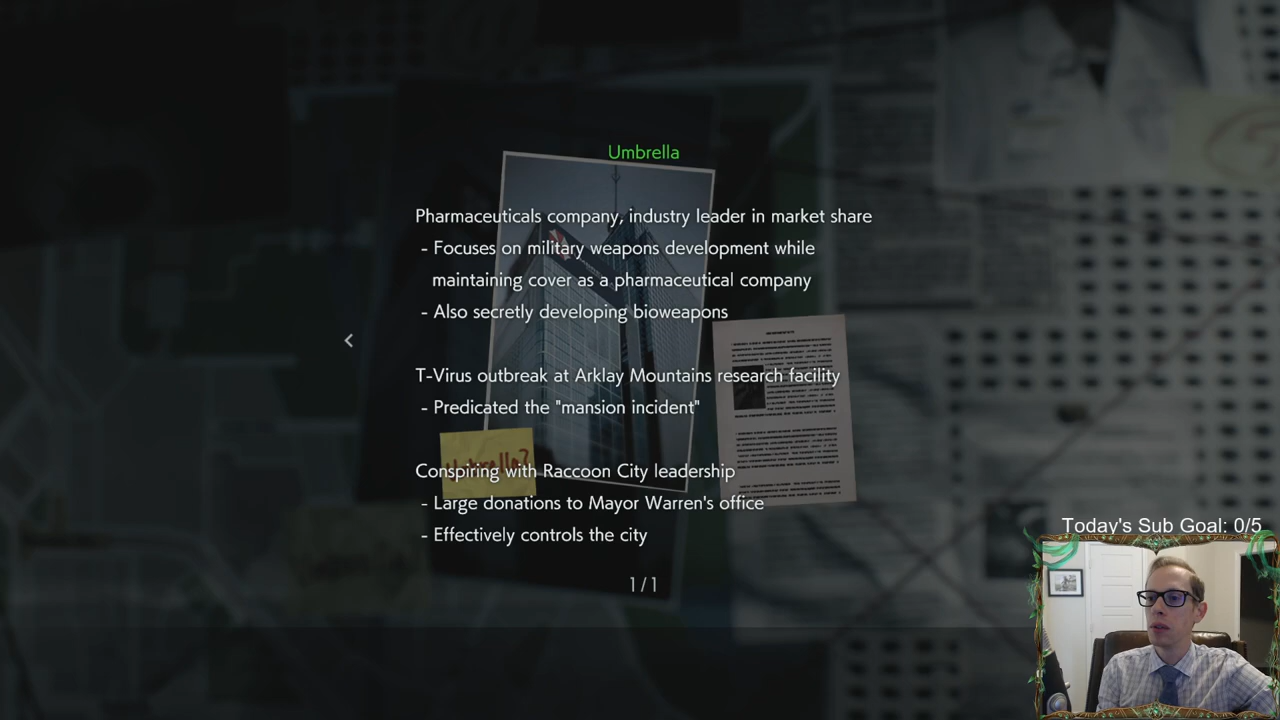 Umbrella
Pharmaceuticals company, industry leader in market share
- Focuses on military weapons development while
maintaining cover as a pharmaceutical company
- Also secretly developing bioweapons
T-Virus outbreak at Arklay Mountains research facility
- Predicated the "mansion incident"
Conspiring with Raccoon City leadership
- Large donations to Mayor Warren's office
- Effectively controls the city
1/1
Today's Sub Goal: 0/5